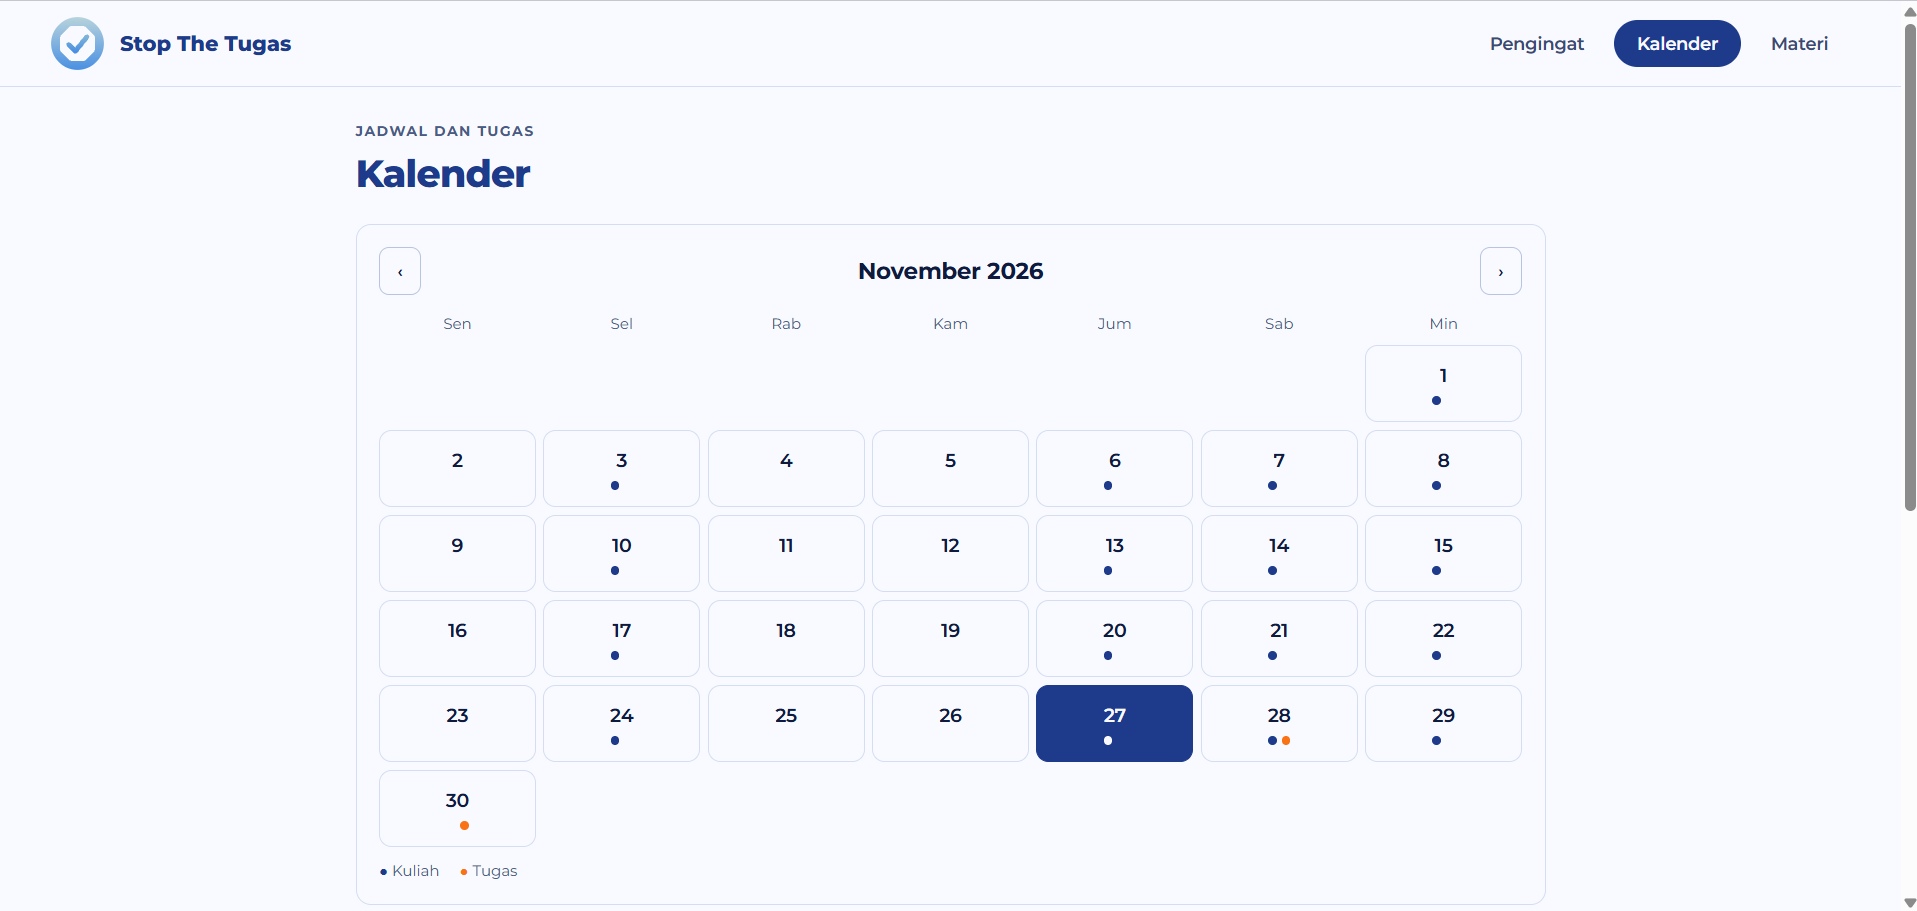 Stop The Tugas
Pengingat Kalender Materi
JADWAL DAN TUGAS
Kalender
‹ November 2026 ›
Sen Sel Rab Kam Jum Sab Min
1
2 3 4 5 6 7 8
9 10 11 12 13 14 15
16 17 18 19 20 21 22
23 24 25 26 27 28 29
30
Kuliah Tugas